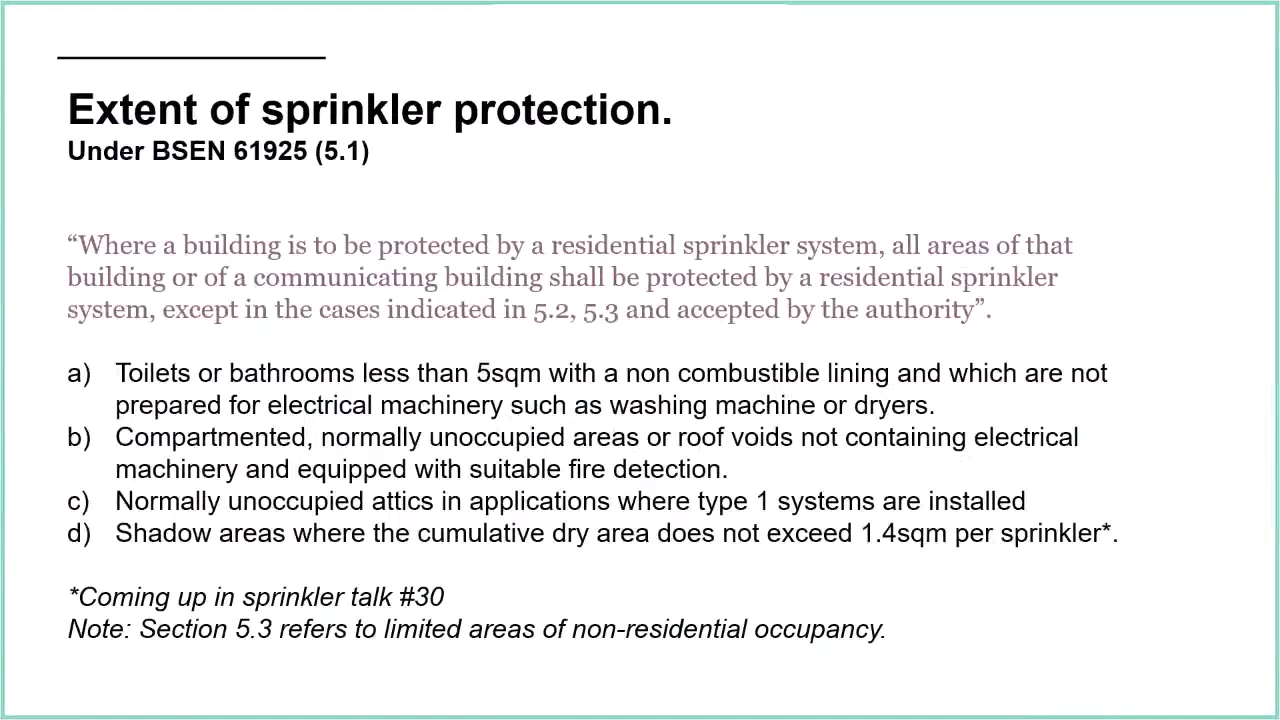 Extent of sprinkler protection.
Under BSEN 61925 (5.1)
“Where a building is to be protected by a residential sprinkler system, all areas of that
building or of a communicating building shall be protected by a residential sprinkler
system, except in the cases indicated in 5.2, 5.3 and accepted by the authority”.
a) Toilets or bathrooms less than 5sqm with a non combustible lining and which are not
prepared for electrical machinery such as washing machine or dryers.
b) Compartmented, normally unoccupied areas or roof voids not containing electrical
machinery and equipped with suitable fire detection.
c) Normally unoccupied attics in applications where type 1 systems are installed
d) Shadow areas where the cumulative dry area does not exceed 1.4sqm per sprinkler*.
*Coming up in sprinkler talk #30
Note: Section 5.3 refers to limited areas of non-residential occupancy.